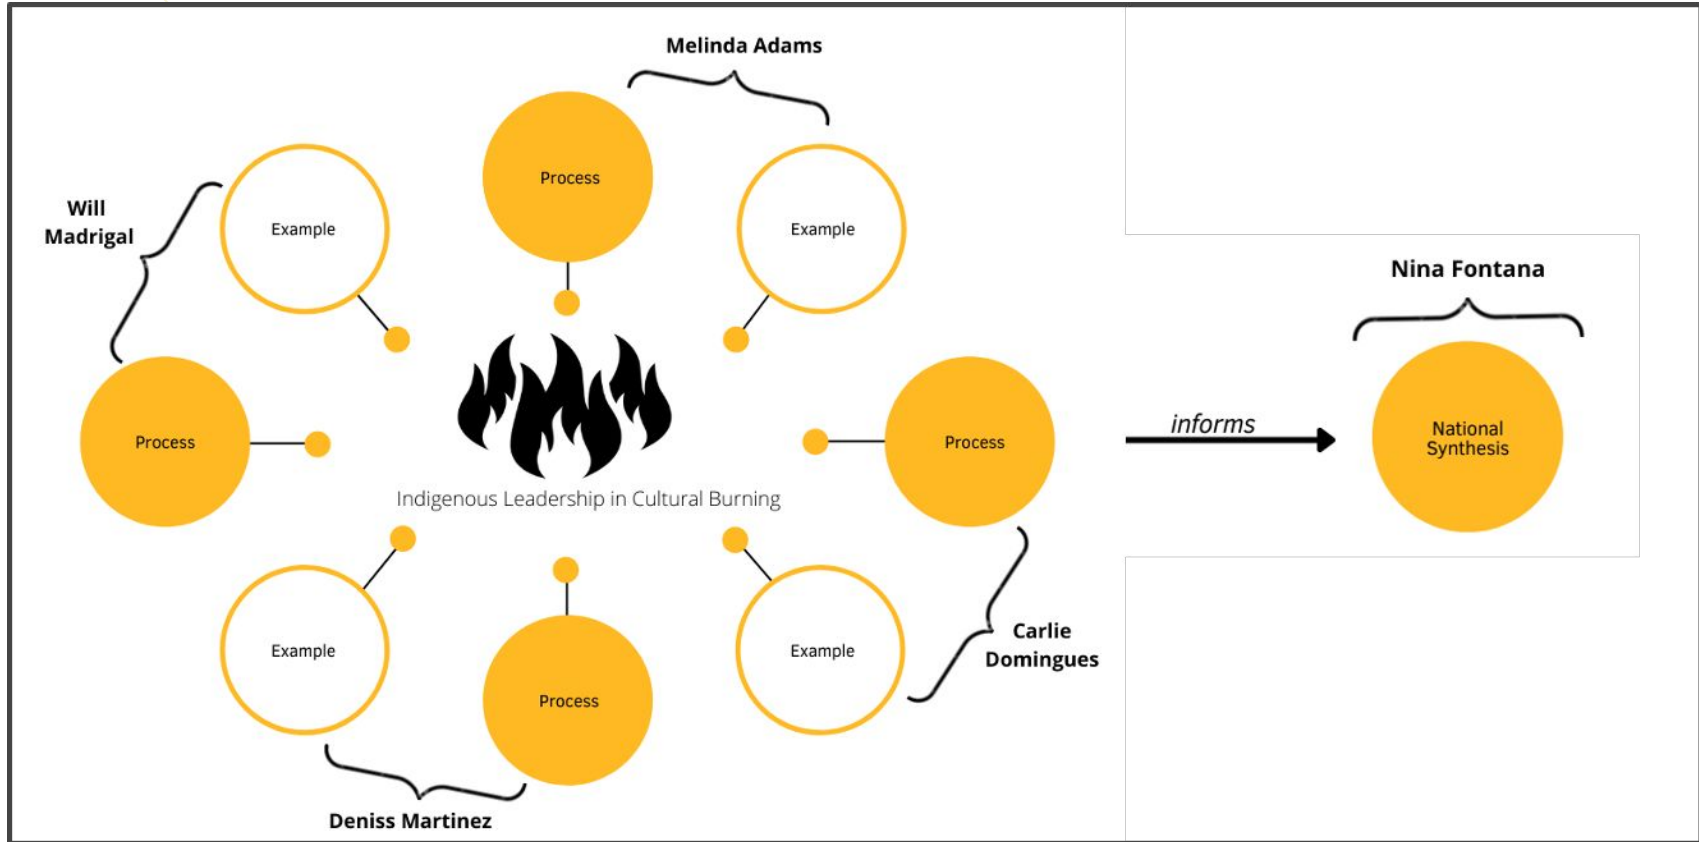 Melinda Adams
Process
Example
Example
Will
Madrigal
Nina Fontana
Process
Process
informs
National
Synthesis
Indigenous Leadership in Cultural Burning
Example
Example
Carlie
Domingues
Process
Deniss Martinez